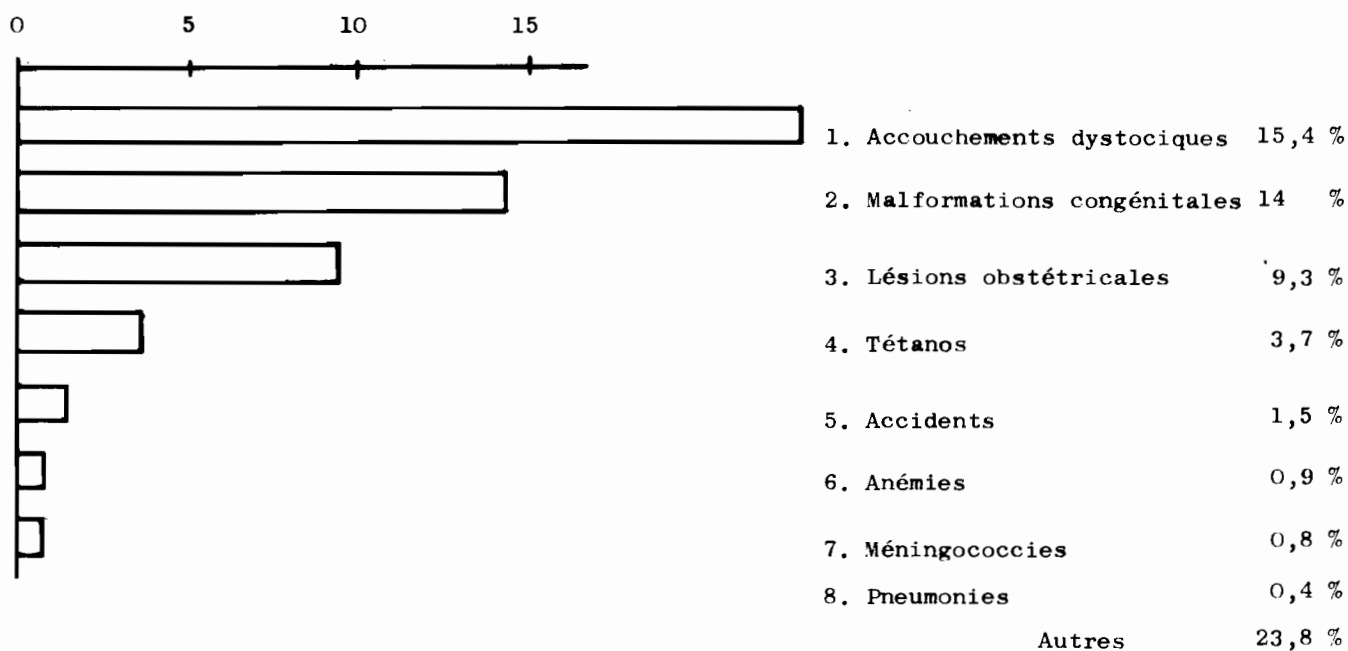 0 5 10 15
1. Accouchements dystociques 15,4 %
2. Malformations congénitales 14 %
3. Lésions obstétricales 9,3 %
4. Tétanos 3,7 %
5. Accidents 1,5 %
6. Anémies 0,9 %
7. Méningococcies 0,8 %
8. Pneumonies 0,4 %
Autres 23,8 %